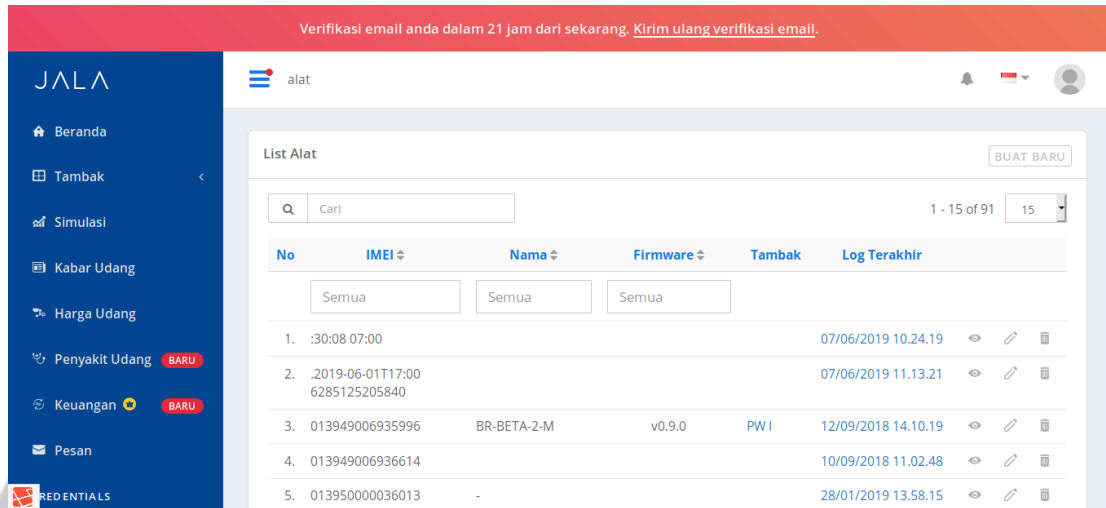 Verifikasi email anda dalam 21 jam dari sekarang. Kirim ulang verifikasi email.
JALA
alat
Beranda
Tambak
Simulasi
Kabar Udang
Harga Udang
Penyakit Udang BARU
Keuangan BARU
Pesan
REDENTIALS
List Alat
BUAT BARU
Cari
1 - 15 of 91
15
No IMEI Nama Firmware Tambak Log Terakhir
Semua Semua Semua
1. :30:08 07:00 07/06/2019 10.24.19
2. .2019-06-01T17:00 07/06/2019 11.13.21
6285125205840
3. 013949006935996 BR-BETA-2-M v0.9.0 PW I 12/09/2018 14.10.19
4. 013949006936614 10/09/2018 11.02.48
5. 013950000036013 - 28/01/2019 13.58.15